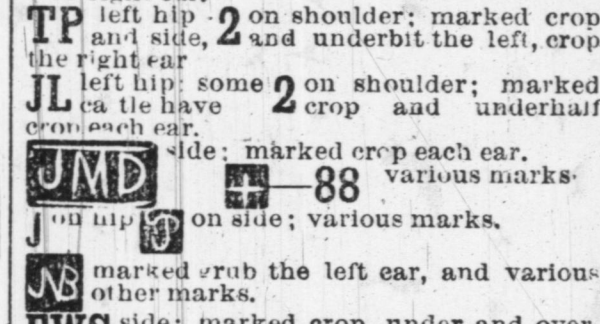 TP left hip - 2 on shoulder; marked crop
and side, and underbit the left, crop
the right ear
JL left hip; some 2 on shoulder; marked
cattle have crop and underhalf
crop each ear.
JMD side; marked crop each ear.
+—88 various marks.
J on hip JP on side; various marks.
NB marked grub the left ear, and various
other marks.
side; marked crop, under and over